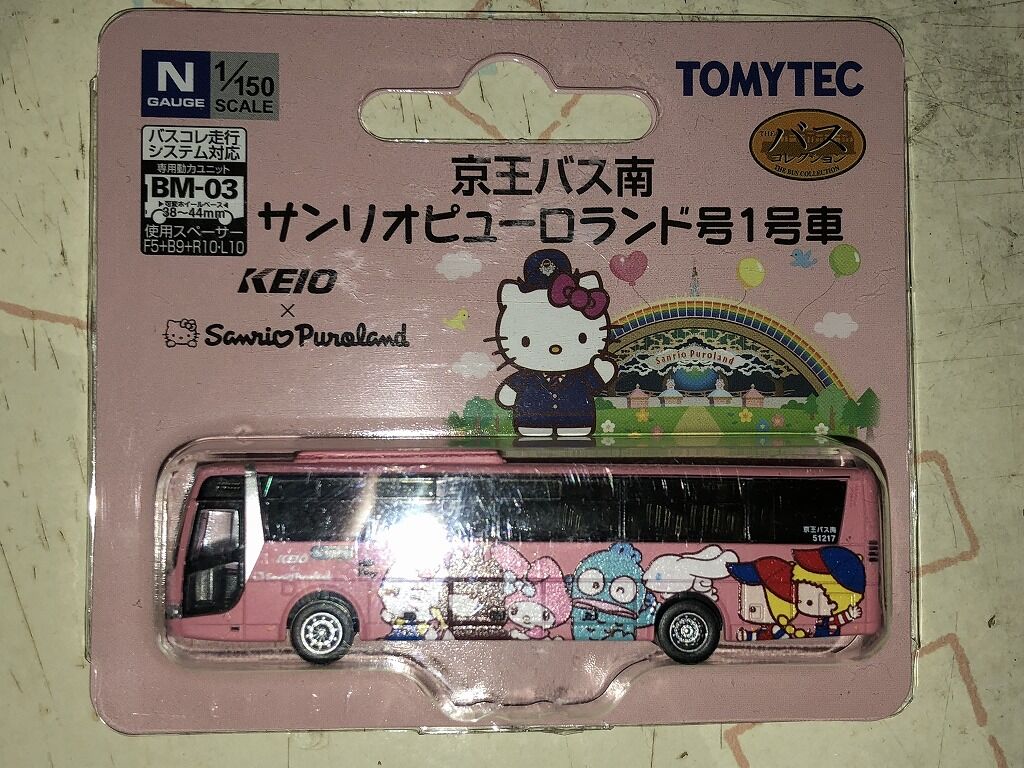 N
GAUGE
1/150
SCALE
TOMYTEC
バスコレ走行
システム対応
専用動力ユニット
BM-03
▶可変ホイールベース◀
38~44mm
使用スペーサー
F5+B9+R10・L10
THE
バス
コレクション
THE BUS COLLECTION
京王バス南
サンリオピューロランド号1号車
KEIO
×
Sanrio Puroland
Sanrio Puroland
京王バス南
51217
KEIO